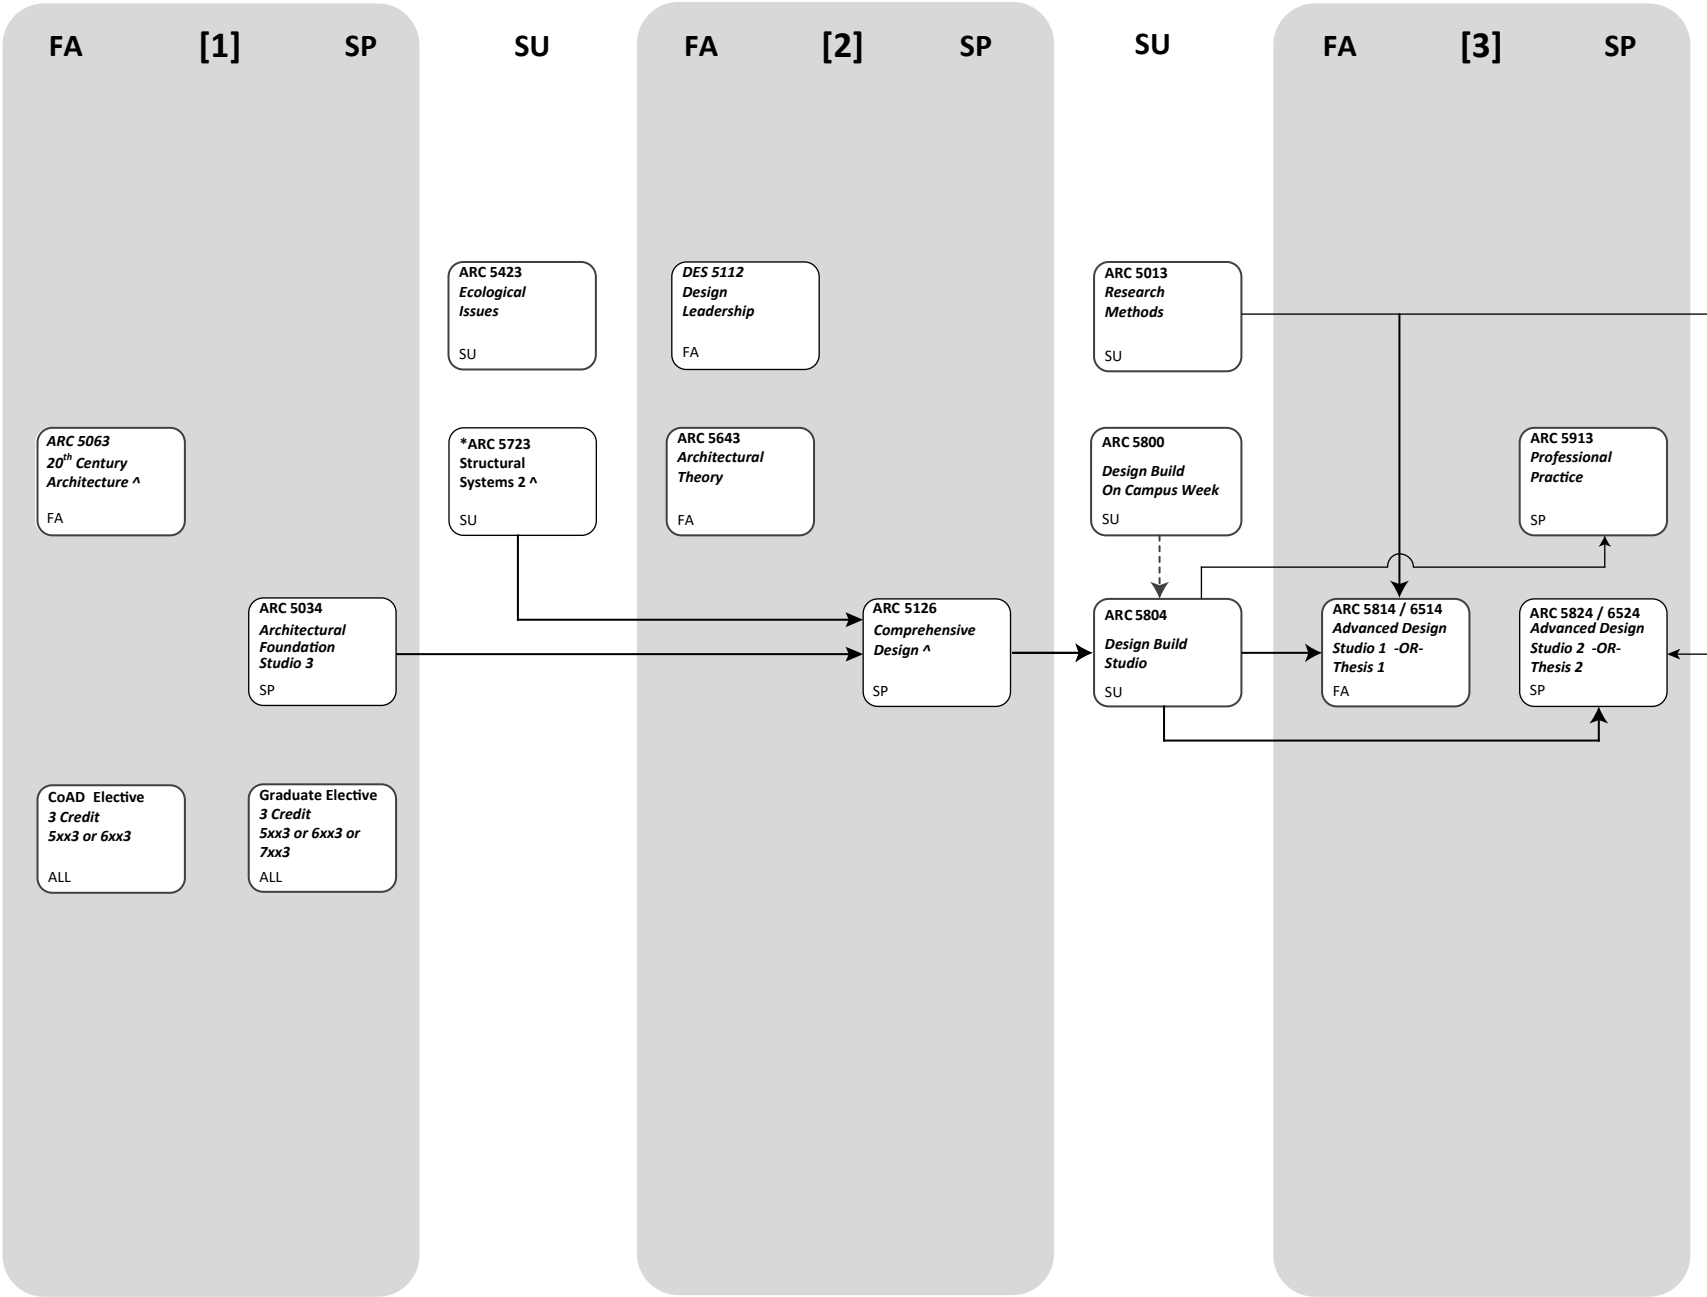 FA [1] SP SU FA [2] SP SU FA [3] SP
ARC 5423
Ecological
Issues
SU
DES 5112
Design
Leadership
FA
ARC 5013
Research
Methods
SU
ARC 5063
20th Century
Architecture ^
FA
*ARC 5723
Structural
Systems 2 ^
SU
ARC 5643
Architectural
Theory
FA
ARC 5800
Design Build
On Campus Week
SU
ARC 5913
Professional
Practice
SP
ARC 5034
Architectural
Foundation
Studio 3
SP
ARC 5126
Comprehensive
Design ^
SP
ARC 5804
Design Build
Studio
SU
ARC 5814 / 6514
Advanced Design
Studio 1 -OR-
Thesis 1
FA
ARC 5824 / 6524
Advanced Design
Studio 2 -OR-
Thesis 2
SP
CoAD Elective
3 Credit
5xx3 or 6xx3
ALL
Graduate Elective
3 Credit
5xx3 or 6xx3 or
7xx3
ALL